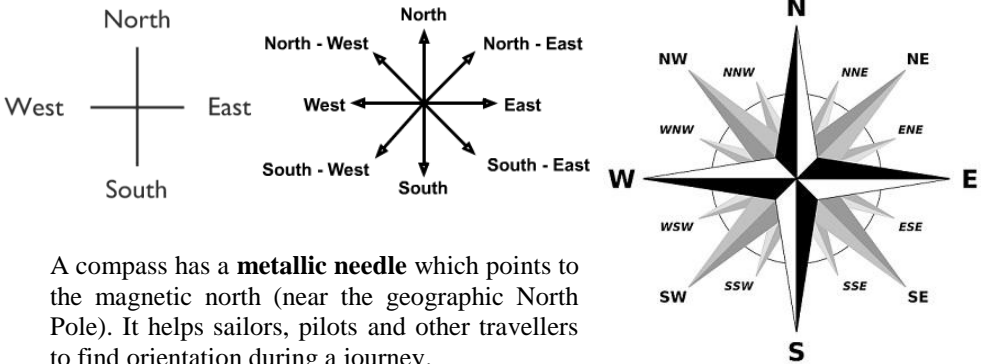 North
West East
South
North
North - West North - East
West East
South - West South - East
South
N
NW NNW NNE NE
WNW ENE
W E
WSW ESE
SW SSW SSE SE
S
A compass has a metallic needle which points to
the magnetic north (near the geographic North
Pole). It helps sailors, pilots and other travellers
to find orientation during a journey.